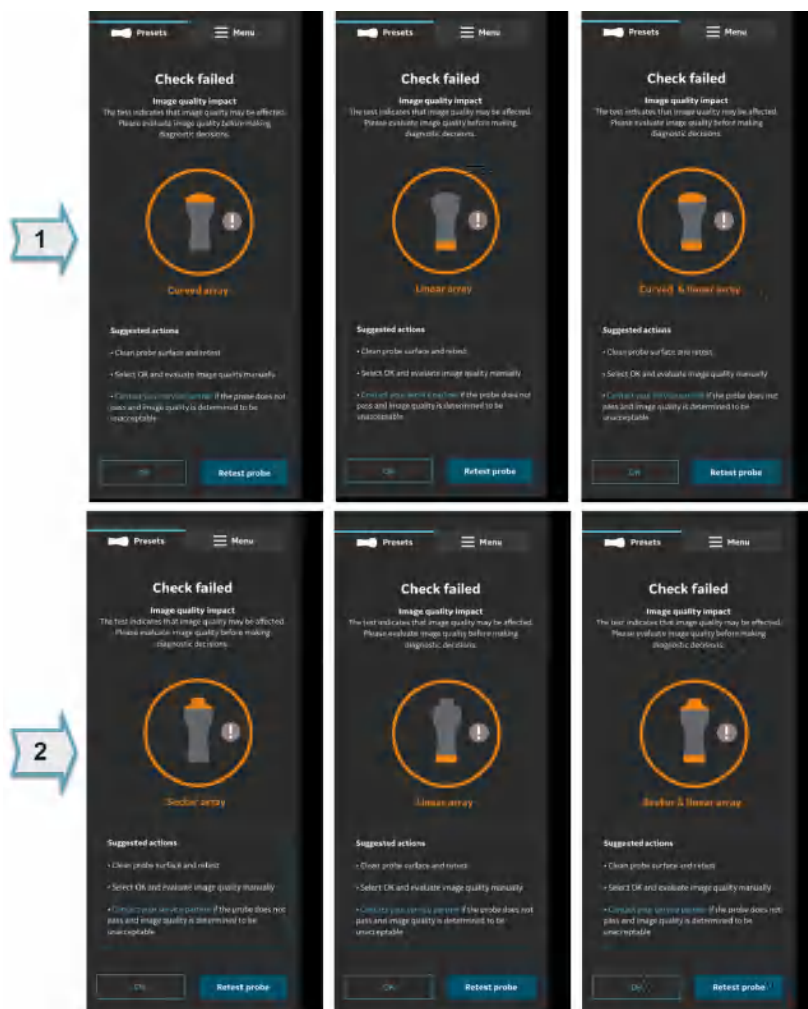 Presets Menu
Check failed
Image quality impact
The test indicates that image quality may be affected.
Please evaluate image quality before making
diagnostic decisions.
Curved array
Suggested actions
• Clean probe surface and retest
• Select OK and evaluate image quality manually
• Contact your service partner if the probe does not
pass and image quality is determined to be
unacceptable
OK Retest probe
Presets Menu
Check failed
Image quality impact
The test indicates that image quality may be affected.
Please evaluate image quality before making
diagnostic decisions.
Linear array
Suggested actions
• Clean probe surface and retest
• Select OK and evaluate image quality manually
• Contact your service partner if the probe does not
pass and image quality is determined to be
unacceptable
OK Retest probe
Presets Menu
Check failed
Image quality impact
The test indicates that image quality may be affected.
Please evaluate image quality before making
diagnostic decisions.
Curved & linear array
Suggested actions
• Clean probe surface and retest
• Select OK and evaluate image quality manually
• Contact your service partner if the probe does not
pass and image quality is determined to be
unacceptable
OK Retest probe
1
Presets Menu
Check failed
Image quality impact
The test indicates that image quality may be affected.
Please evaluate image quality before making
diagnostic decisions.
Sector array
Suggested actions
• Clean probe surface and retest
• Select OK and evaluate image quality manually
• Contact your service partner if the probe does not
pass and image quality is determined to be
unacceptable
OK Retest probe
Presets Menu
Check failed
Image quality impact
The test indicates that image quality may be affected.
Please evaluate image quality before making
diagnostic decisions.
Linear array
Suggested actions
• Clean probe surface and retest
• Select OK and evaluate image quality manually
• Contact your service partner if the probe does not
pass and image quality is determined to be
unacceptable
OK Retest probe
Presets Menu
Check failed
Image quality impact
The test indicates that image quality may be affected.
Please evaluate image quality before making
diagnostic decisions.
Sector & linear array
Suggested actions
• Clean probe surface and retest
• Select OK and evaluate image quality manually
• Contact your service partner if the probe does not
pass and image quality is determined to be
unacceptable
OK Retest probe
2